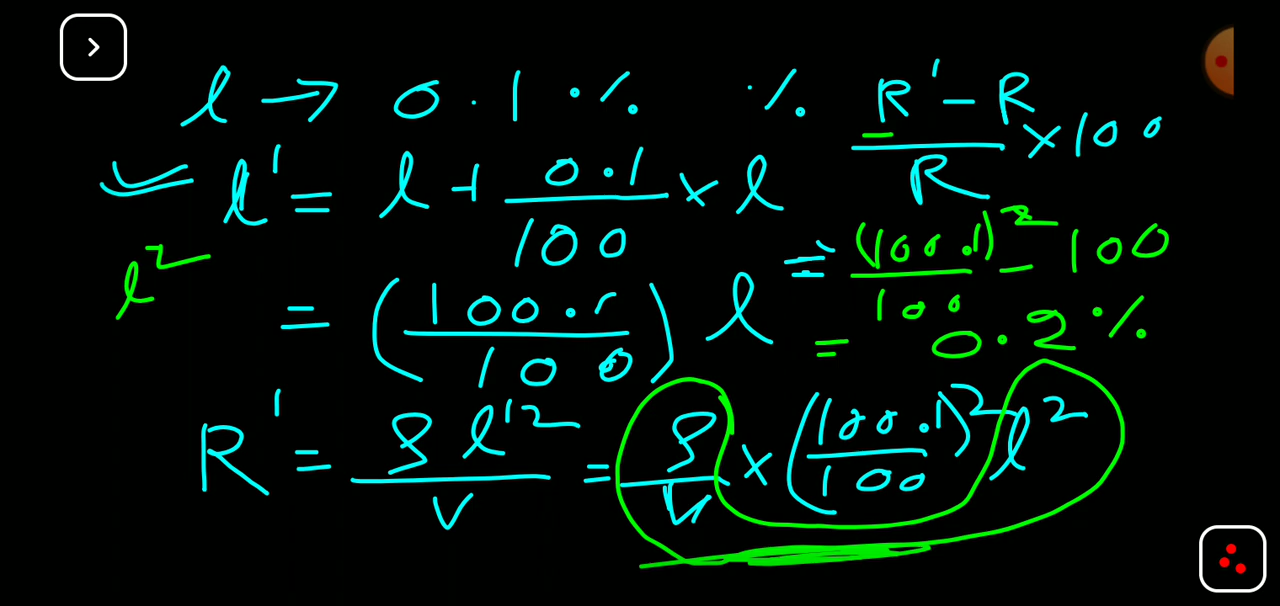 l → 0.1 %
% (R' - R)/R × 100
l' = l + 0.1/100 × l
l²
= (100.1)²/100 - 100
= (100.1/100) l
= 0.2 %
R' = ρ l'²/V = ρ/V × (100.1/100)² l²